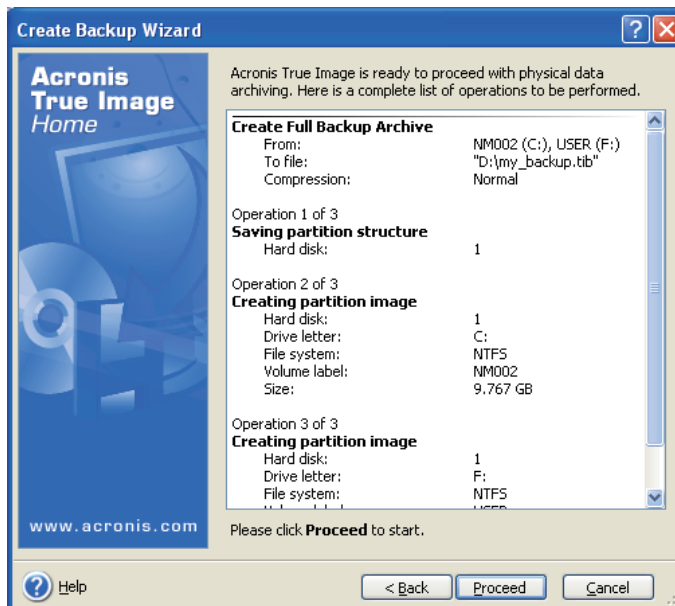 Create Backup Wizard
Acronis
True Image
Home
Acronis True Image is ready to proceed with physical data
archiving. Here is a complete list of operations to be performed.
Create Full Backup Archive
From: NM002 (C:), USER (F:)
To file: "D:\my_backup.tib"
Compression: Normal
Operation 1 of 3
Saving partition structure
Hard disk: 1
Operation 2 of 3
Creating partition image
Hard disk: 1
Drive letter: C:
File system: NTFS
Volume label: NM002
Size: 9.767 GB
Operation 3 of 3
Creating partition image
Hard disk: 1
Drive letter: F:
File system: NTFS
www.acronis.com
Please click Proceed to start.
Help
< Back
Proceed
Cancel